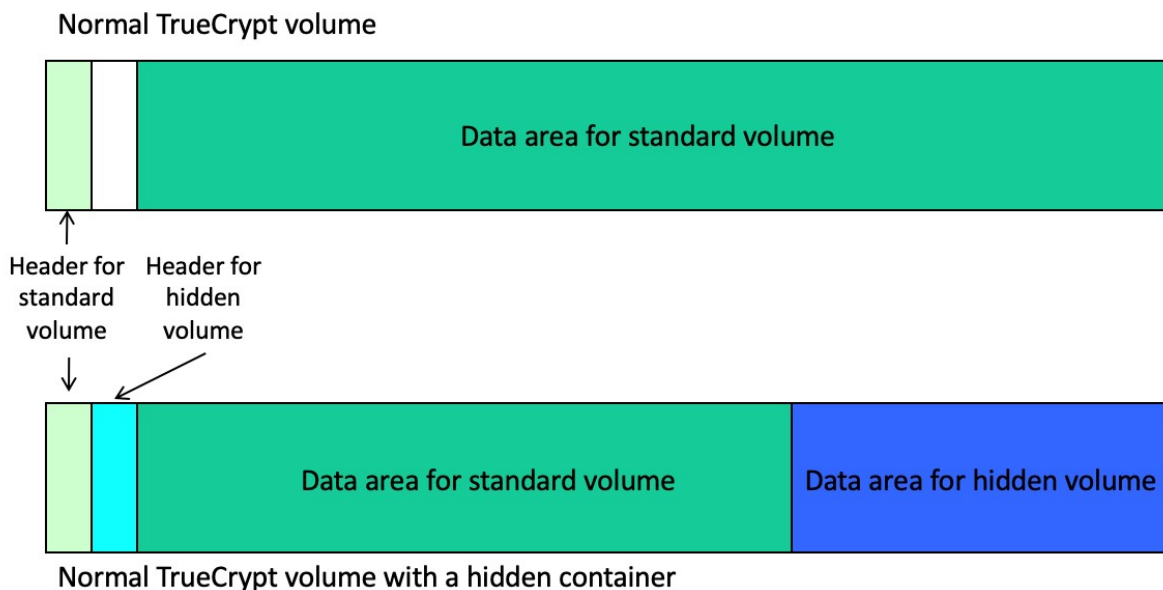 Normal TrueCrypt volume
Data area for standard volume
Header for
standard
volume
Header for
hidden
volume
Data area for standard volume
Data area for hidden volume
Normal TrueCrypt volume with a hidden container